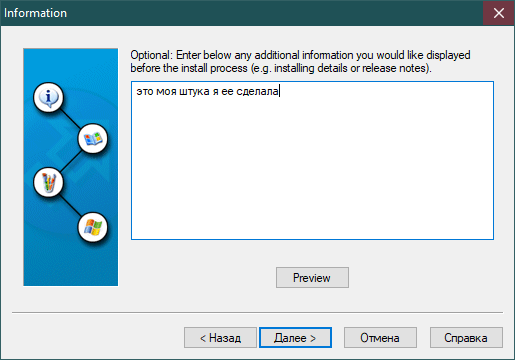 Information
Optional: Enter below any additional information you would like displayed
before the install process (e.g. installing details or release notes).
это моя штука я ее сделала
Preview
< Назад
Далее >
Отмена
Справка